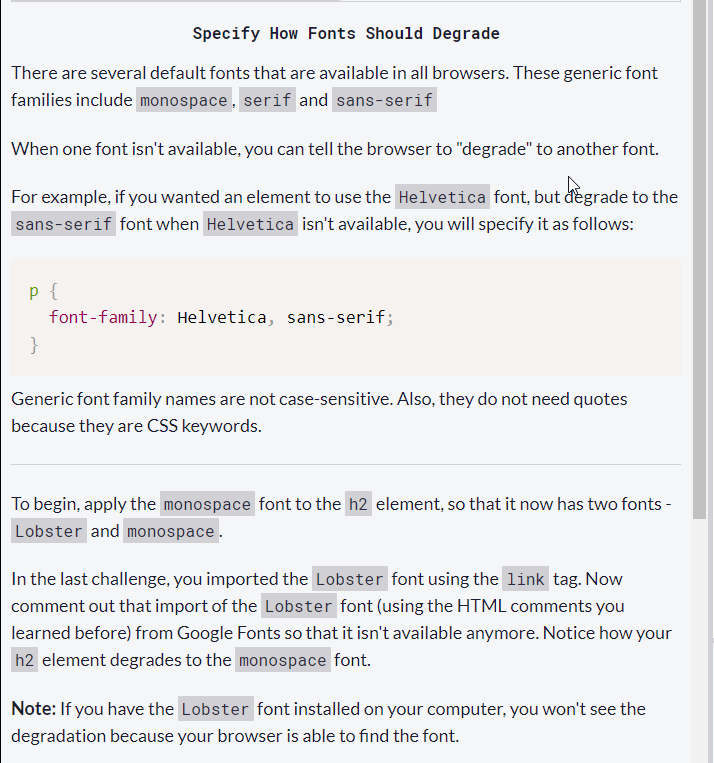 Specify How Fonts Should Degrade
There are several default fonts that are available in all browsers. These generic font
families include monospace, serif and sans-serif
When one font isn't available, you can tell the browser to "degrade" to another font.
For example, if you wanted an element to use the Helvetica font, but degrade to the
sans-serif font when Helvetica isn't available, you will specify it as follows:
p {
  font-family: Helvetica, sans-serif;
}
Generic font family names are not case-sensitive. Also, they do not need quotes
because they are CSS keywords.
To begin, apply the monospace font to the h2 element, so that it now has two fonts -
Lobster and monospace.
In the last challenge, you imported the Lobster font using the link tag. Now
comment out that import of the Lobster font (using the HTML comments you
learned before) from Google Fonts so that it isn't available anymore. Notice how your
h2 element degrades to the monospace font.
Note: If you have the Lobster font installed on your computer, you won't see the
degradation because your browser is able to find the font.